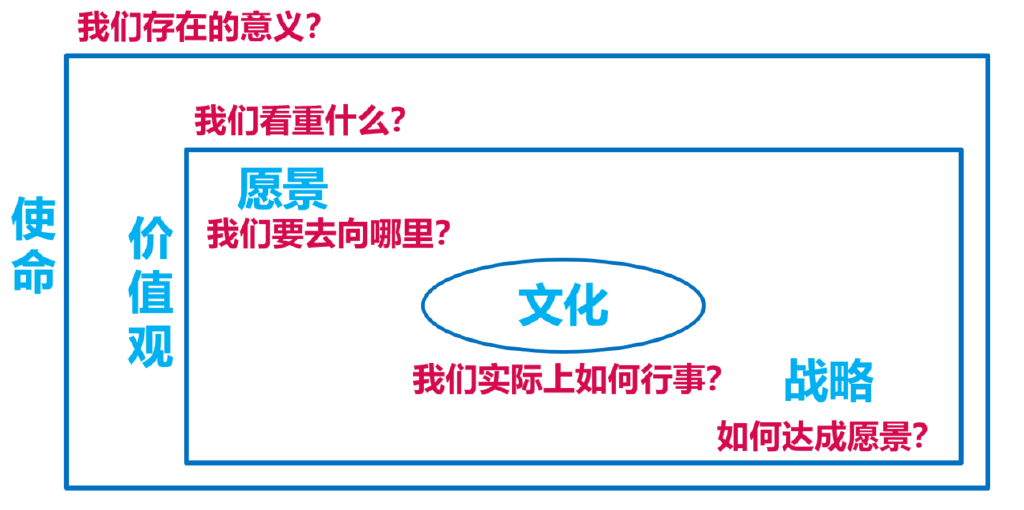 我们存在的意义？
我们看重什么？
使命
价值观
愿景
我们要去向哪里？
文化
我们实际上如何行事？
战略
如何达成愿景？